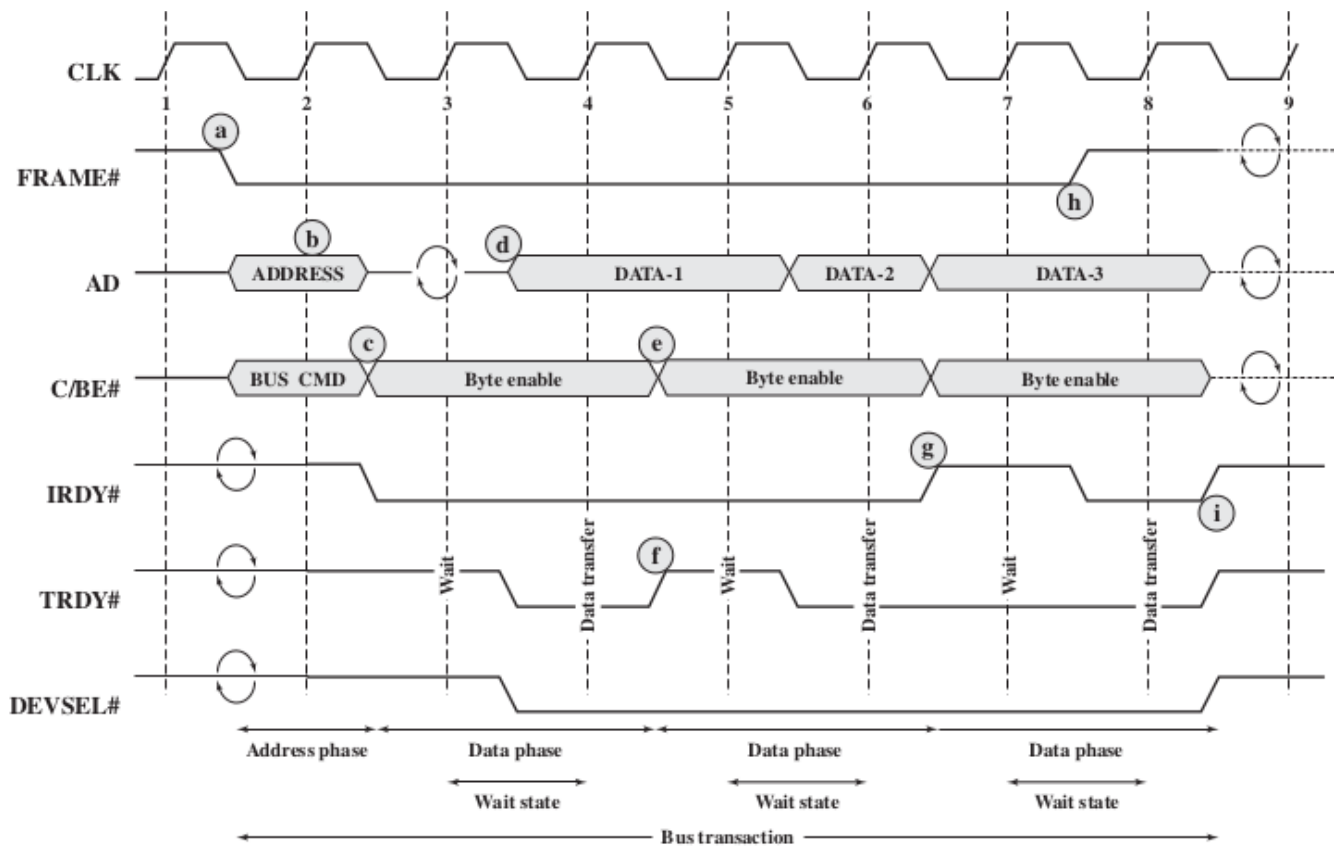 CLK
1 2 3 4 5 6 7 8 9
a
FRAME#
h
b
d
AD
ADDRESS
DATA-1
DATA-2
DATA-3
c
e
C/BE#
BUS CMD
Byte enable
Byte enable
Byte enable
g
IRDY#
i
f
TRDY#
Wait
Data transfer
Wait
Data transfer
Wait
Data transfer
DEVSEL#
Address phase
Data phase
Data phase
Data phase
Wait state
Wait state
Wait state
Bus transaction